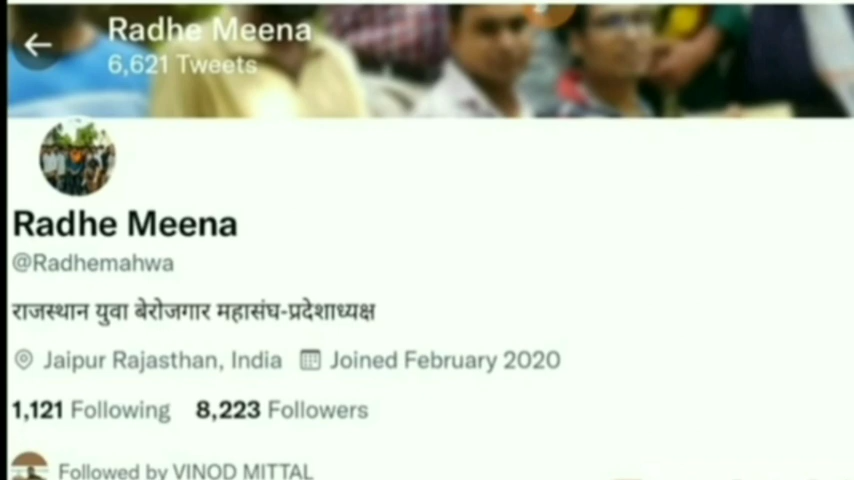 Radhe Meena
6,621 Tweets
Radhe Meena
@Radhemahwa
राजस्थान युवा बेरोजगार महासंघ-प्रदेशाध्यक्ष
Jaipur Rajasthan, India Joined February 2020
1,121 Following 8,223 Followers
Followed by VINOD MITTAL